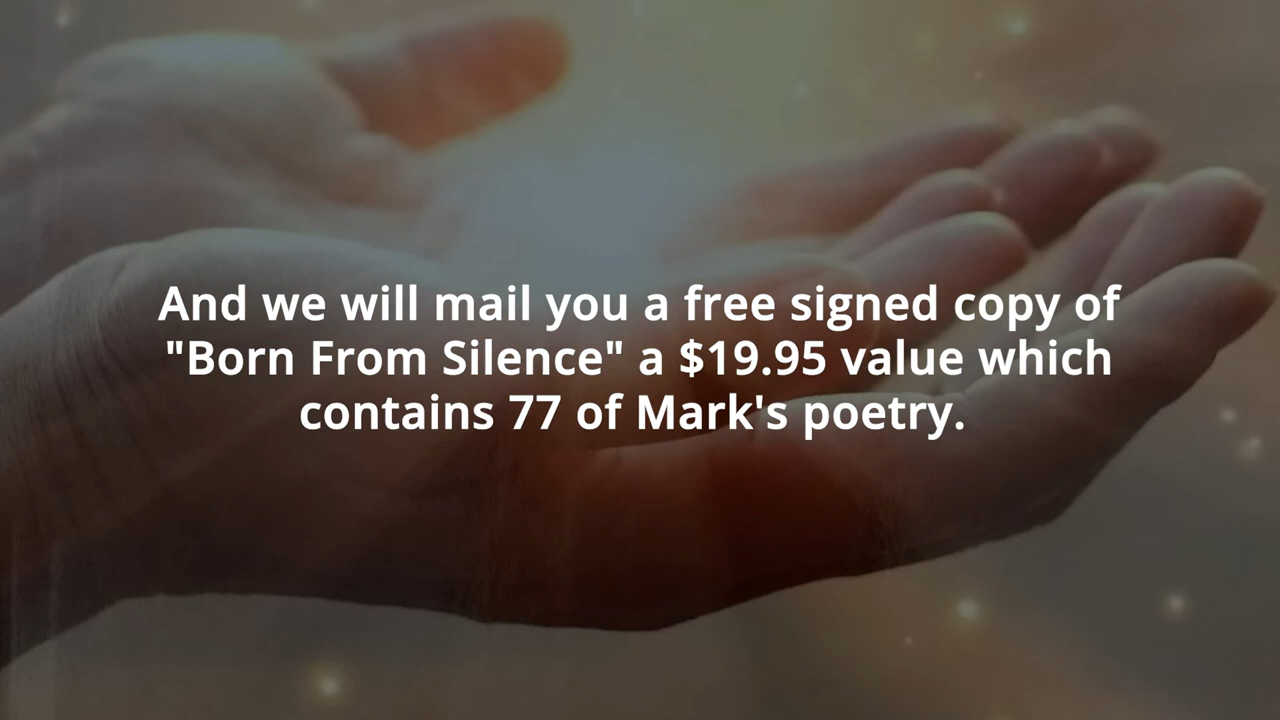 And we will mail you a free signed copy of
"Born From Silence" a $19.95 value which
contains 77 of Mark's poetry.